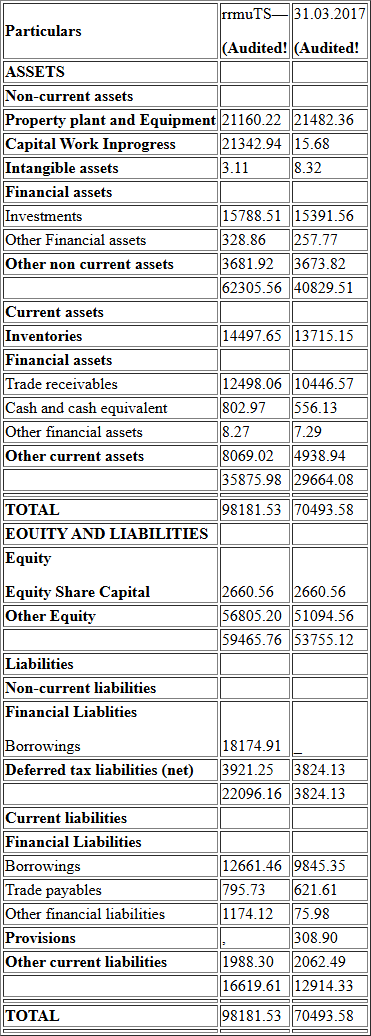 Particulars rrmuTS— 31.03.2017
(Audited! (Audited!
ASSETS
Non-current assets
Property plant and Equipment 21160.22 21482.36
Capital Work Inprogress 21342.94 15.68
Intangible assets 3.11 8.32
Financial assets
Investments 15788.51 15391.56
Other Financial assets 328.86 257.77
Other non current assets 3681.92 3673.82
62305.56 40829.51
Current assets
Inventories 14497.65 13715.15
Financial assets
Trade receivables 12498.06 10446.57
Cash and cash equivalent 802.97 556.13
Other financial assets 8.27 7.29
Other current assets 8069.02 4938.94
35875.98 29664.08
TOTAL 98181.53 70493.58
EOUITY AND LIABILITIES
Equity
Equity Share Capital 2660.56 2660.56
Other Equity 56805.20 51094.56
59465.76 53755.12
Liabilities
Non-current liabilities
Financial Liablities
Borrowings 18174.91 _
Deferred tax liabilities (net) 3921.25 3824.13
22096.16 3824.13
Current liabilities
Financial Liabilities
Borrowings 12661.46 9845.35
Trade payables 795.73 621.61
Other financial liabilities 1174.12 75.98
Provisions , 308.90
Other current liabilities 1988.30 2062.49
16619.61 12914.33
TOTAL 98181.53 70493.58